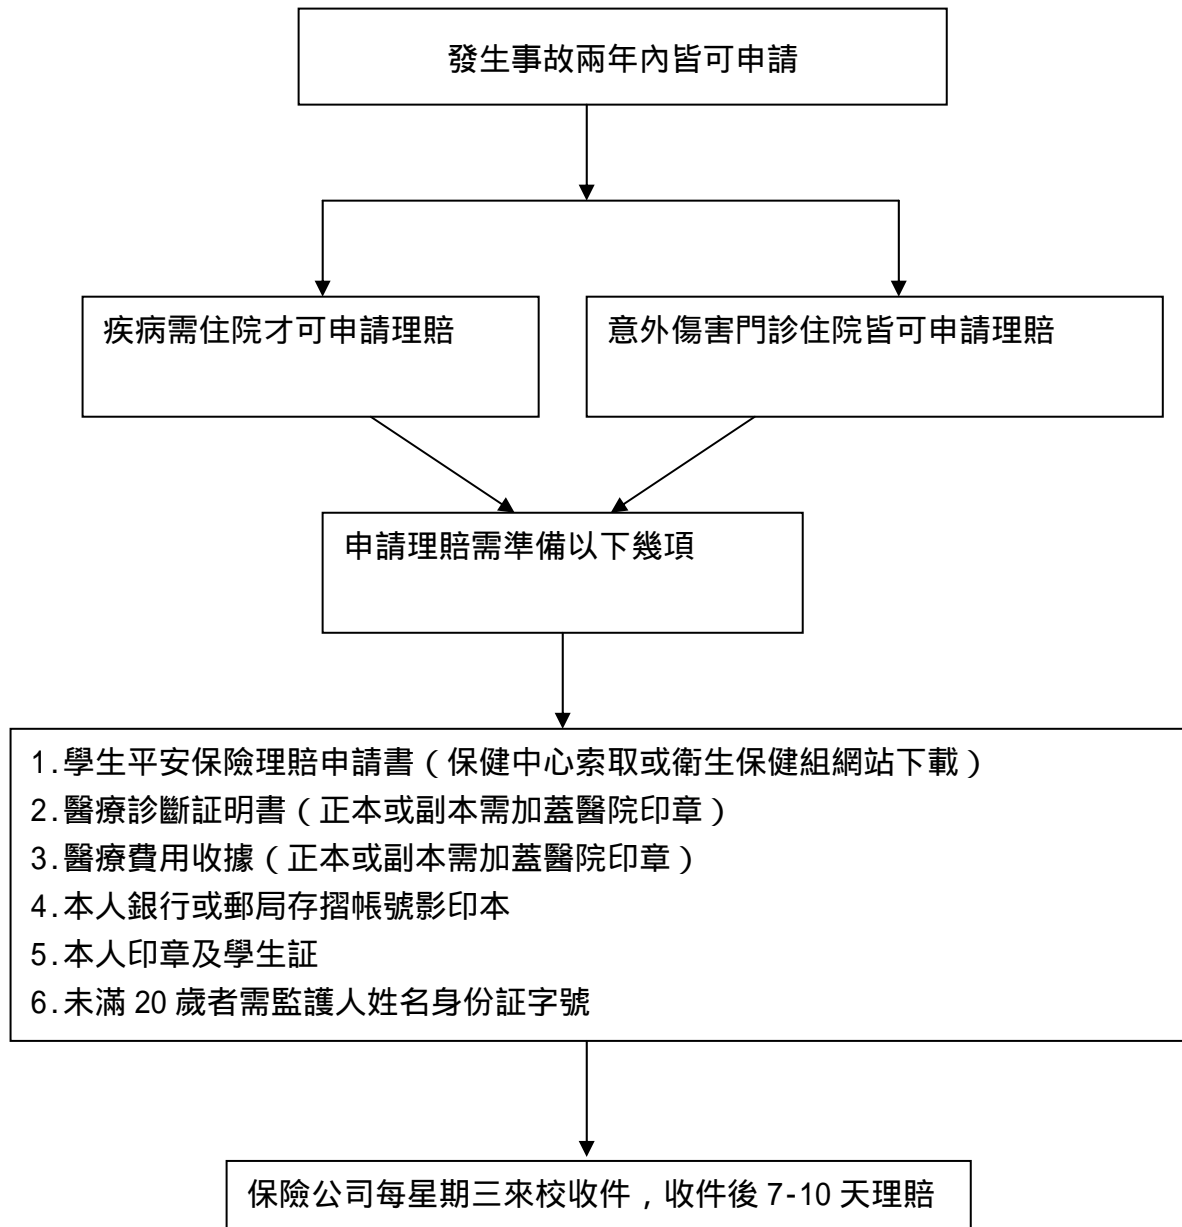 發生事故兩年內皆可申請
疾病需住院才可申請理賠
意外傷害門診住院皆可申請理賠
申請理賠需準備以下幾項
1.學生平安保險理賠申請書（保健中心索取或衛生保健組網站下載）
2.醫療診斷証明書（正本或副本需加蓋醫院印章）
3.醫療費用收據（正本或副本需加蓋醫院印章）
4.本人銀行或郵局存摺帳號影印本
5.本人印章及學生証
6.未滿 20 歲者需監護人姓名身份証字號
保險公司每星期三來校收件，收件後 7-10 天理賠